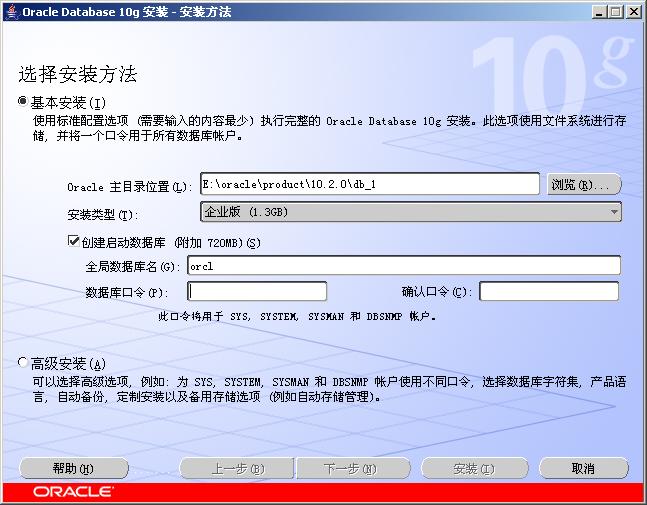 Oracle Database 10g 安装 - 安装方法
10g
选择安装方法
基本安装(I)
使用标准配置选项 (需要输入的内容最少) 执行完整的 Oracle Database 10g 安装。此选项使用文件系统进行存
储, 并将一个口令用于所有数据库帐户。
Oracle 主目录位置(L): E:\oracle\product\10.2.0\db_1 浏览(R)...
安装类型(T): 企业版 (1.3GB)
创建启动数据库 (附加 720MB)(S)
全局数据库名(G): orcl
数据库口令(P): 确认口令(C):
此口令将用于 SYS, SYSTEM, SYSMAN 和 DBSNMP 帐户。
高级安装(A)
可以选择高级选项, 例如: 为 SYS, SYSTEM, SYSMAN 和 DBSNMP 帐户使用不同口令, 选择数据库字符集, 产品语
言, 自动备份, 定制安装以及备用存储选项 (例如自动存储管理)。
帮助(H) 上一步(B) 下一步(N) 安装(I) 取消
ORACLE